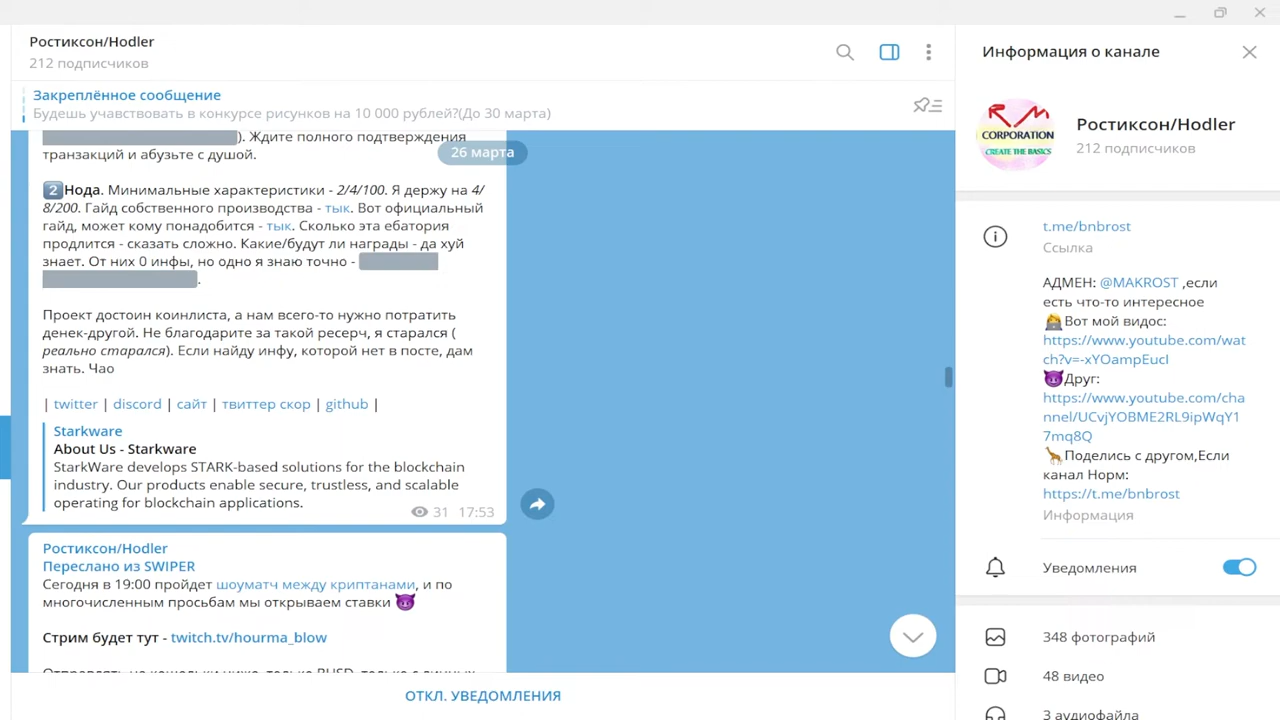 Ростиксон/Hodler
212 подписчиков
Закреплённое сообщение
Будешь учавствовать в конкурсе рисунков на 10 000 рублей?(До 30 марта)
). Ждите полного подтверждения
транзакций и абузьте с душой.
26 марта
2 Нода. Минимальные характеристики - 2/4/100. Я держу на 4/
8/200. Гайд собственного производства - тык. Вот официальный
гайд, может кому понадобится - тык. Сколько эта ебатория
продлится - сказать сложно. Какие/будут ли награды - да хуй
знает. От них 0 инфы, но одно я знаю точно -
.
Проект достоин коинлиста, а нам всего-то нужно потратить
денек-другой. Не благодарите за такой ресерч, я старался (
реально старался). Если найду инфу, которой нет в посте, дам
знать. Чао
| twitter | discord | сайт | твиттер скор | github |
Starkware
About Us - Starkware
StarkWare develops STARK-based solutions for the blockchain
industry. Our products enable secure, trustless, and scalable
operating for blockchain applications.
31 17:53
Ростиксон/Hodler
Переслано из SWIPER
Сегодня в 19:00 пройдет шоуматч между криптанами, и по
многочисленным просьбам мы открываем ставки
Стрим будет тут - twitch.tv/hourma_blow
ОТКЛ. УВЕДОМЛЕНИЯ
Информация о канале
RM
CORPORATION
CREATE THE BASICS
Ростиксон/Hodler
212 подписчиков
t.me/bnbrost
Ссылка
АДМЕН: @MAKROST ,если
есть что-то интересное
Вот мой видос:
https://www.youtube.com/wat
ch?v=-xYOampEucI
Друг:
https://www.youtube.com/cha
nnel/UCvjYOBME2RL9ipWqY1
7mq8Q
Поделись с другом,Если
канал Норм:
https://t.me/bnbrost
Информация
Уведомления
348 фотографий
48 видео
3 аудиофайла